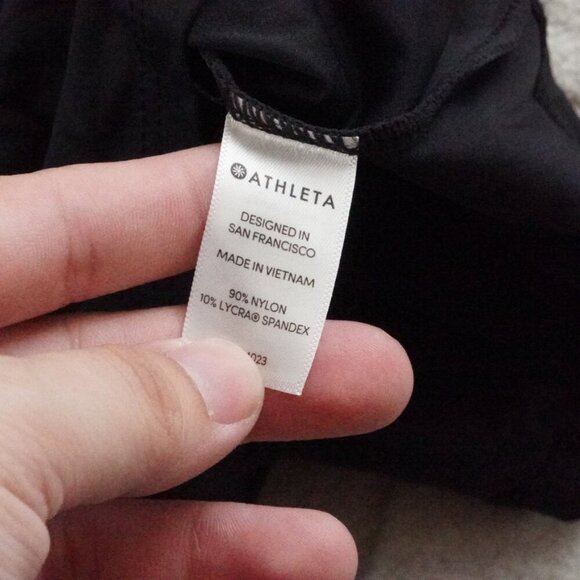 ATHLETA
DESIGNED IN
SAN FRANCISCO
MADE IN VIETNAM
90% NYLON
10% LYCRA® SPANDEX